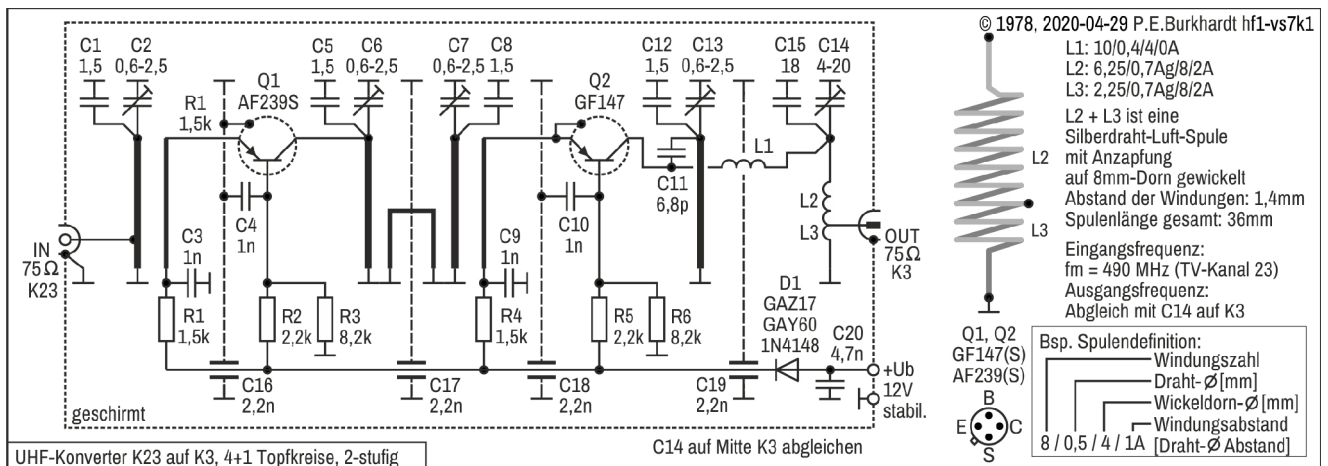 © 1978, 2020-04-29 P.E.Burkhardt hf1-vs7k1
C1
1,5
C2
0,6-2,5
Q1
AF239S
R1
1,5k
C5
1,5
C6
0,6-2,5
C7
0,6-2,5
C8
1,5
Q2
GF147
C12
1,5
C13
0,6-2,5
C15
18
C14
4-20
L1
C11
6,8p
C4
1n
C10
1n
C3
1n
C9
1n
L2
L3
IN
75Ω
K23
OUT
75Ω
K3
R1
1,5k
R2
2,2k
R3
8,2k
R4
1,5k
R5
2,2k
R6
8,2k
D1
GAZ17
GAY60
1N4148
C20
4,7n
+Ub
12V
stabil.
C16
2,2n
C17
2,2n
C18
2,2n
C19
2,2n
geschirmt
UHF-Konverter K23 auf K3, 4+1 Topfkreise, 2-stufig
C14 auf Mitte K3 abgleichen
L1: 10/0,4/4/0A
L2: 6,25/0,7Ag/8/2A
L3: 2,25/0,7Ag/8/2A
L2 + L3 ist eine
Silberdraht-Luft-Spule
mit Anzapfung
auf 8mm-Dorn gewickelt
Abstand der Windungen: 1,4mm
Spulenlänge gesamt: 36mm
L2
L3
Eingangsfrequenz:
fm = 490 MHz (TV-Kanal 23)
Ausgangsfrequenz:
Abgleich mit C14 auf K3
Q1, Q2
GF147(S)
AF239(S)
B
E
C
S
Bsp. Spulendefinition:
Windungszahl
Draht-Ø[mm]
Wickeldorn-Ø[mm]
Windungsabstand
8/0,5/4/1A [Draht-Ø Abstand]